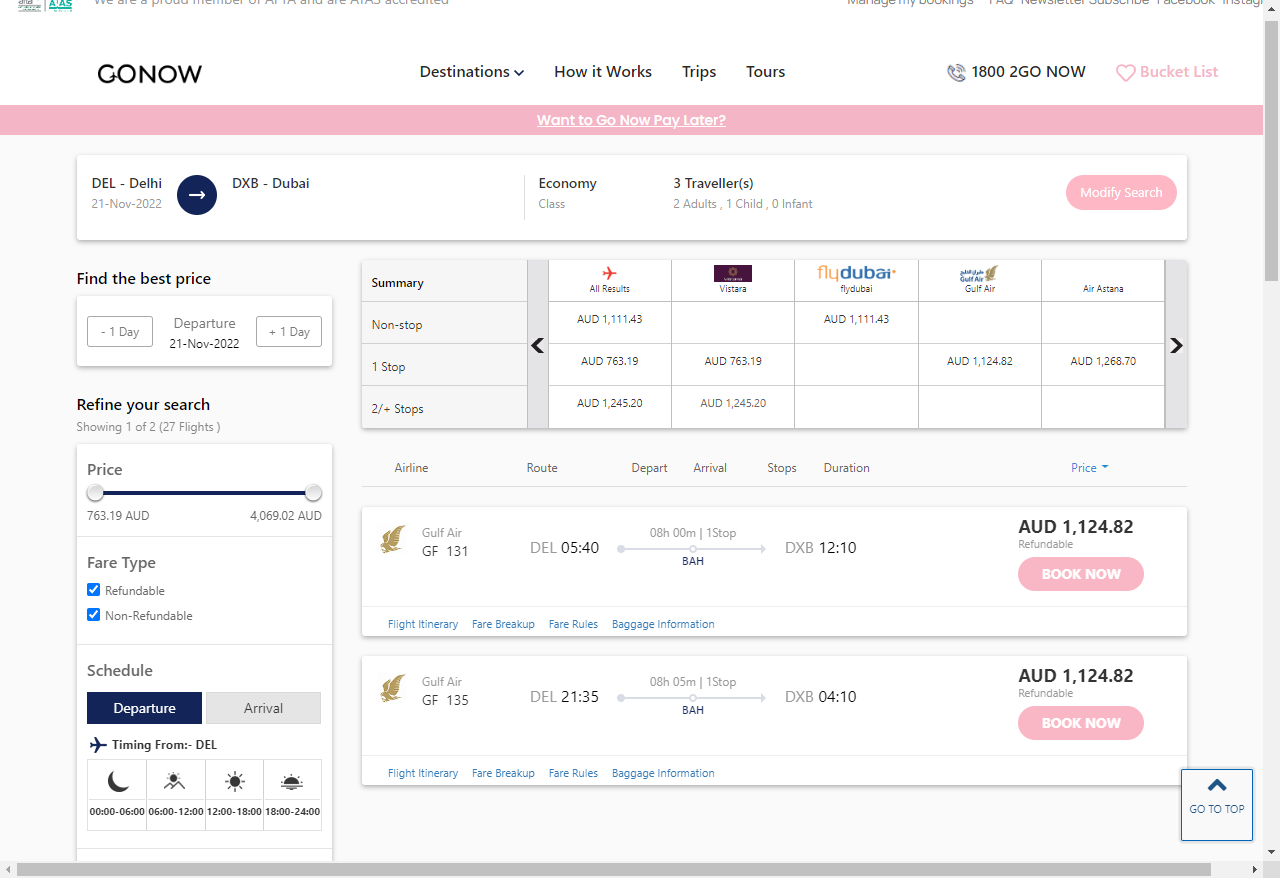 We are a proud member of AFTA and are ATAS accredited
Manage my bookings FAQ Newsletter Subscribe Facebook
GONOW
Destinations How it Works Trips Tours
1800 2GO NOW Bucket List
Want to Go Now Pay Later?
DEL - Delhi DXB - Dubai Economy 3 Traveller(s) Modify Search
21-Nov-2022 Class 2 Adults , 1 Child , 0 Infant
Find the best price
- 1 Day Departure + 1 Day
21-Nov-2022
Refine your search
Showing 1 of 2 (27 Flights )
Price
763.19 AUD 4,069.02 AUD
Fare Type
Refundable
Non-Refundable
Schedule
Departure Arrival
Timing From:- DEL
00:00-06:00 06:00-12:00 12:00-18:00 18:00-24:00
Summary All Results Vistara flydubai flydubai Gulf Air Gulf Air Air Astana
Non-stop AUD 1,111.43 AUD 1,111.43
1 Stop AUD 763.19 AUD 763.19 AUD 1,124.82 AUD 1,268.70
2/+ Stops AUD 1,245.20 AUD 1,245.20
Airline Route Depart Arrival Stops Duration Price
Gulf Air 08h 00m | 1Stop AUD 1,124.82
GF 131 DEL 05:40 DXB 12:10 Refundable
BAH BOOK NOW
Flight Itinerary Fare Breakup Fare Rules Baggage Information
Gulf Air 08h 05m | 1Stop AUD 1,124.82
GF 135 DEL 21:35 DXB 04:10 Refundable
BAH BOOK NOW
Flight Itinerary Fare Breakup Fare Rules Baggage Information
GO TO TOP